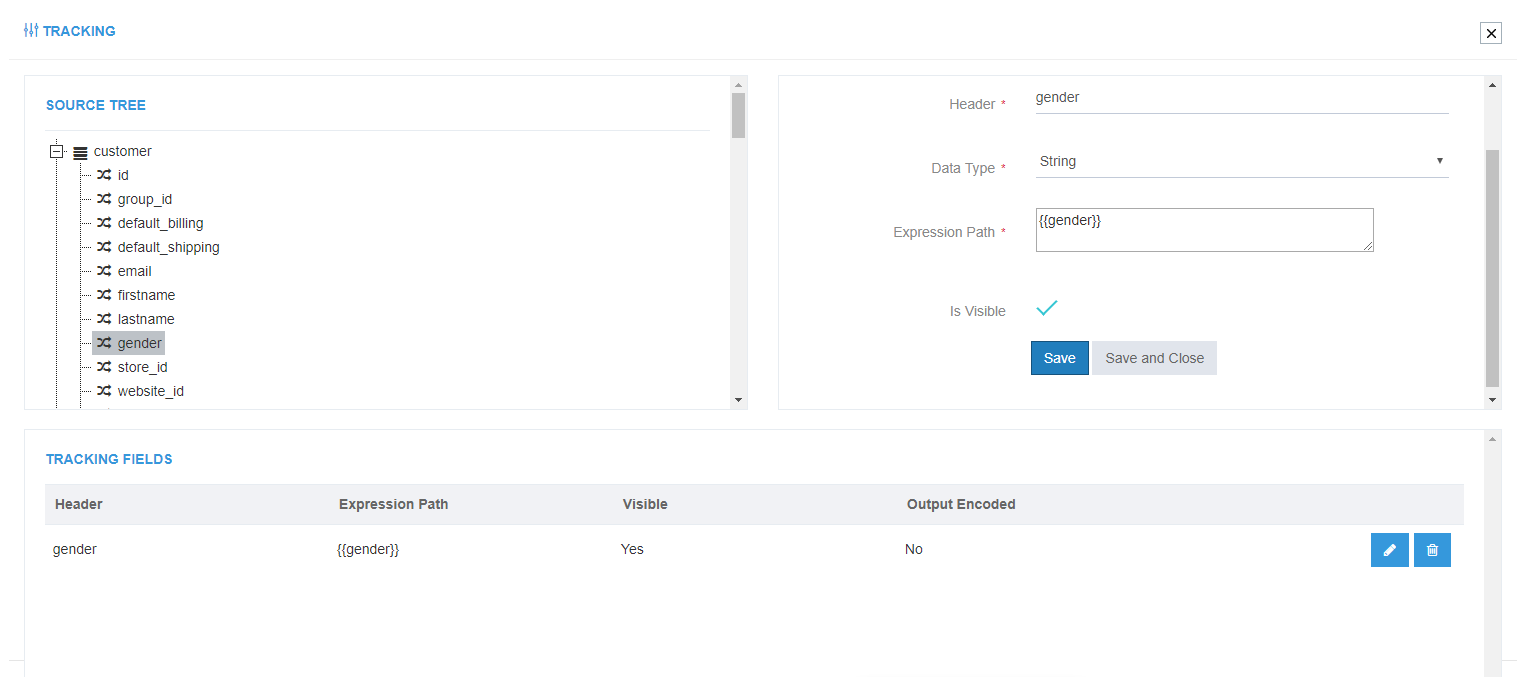 TRACKING
SOURCE TREE
customer
id
group_id
default_billing
default_shipping
email
firstname
lastname
gender
store_id
website_id
Header * gender
Data Type * String
Expression Path * {{gender}}
Is Visible
Save Save and Close
TRACKING FIELDS
Header Expression Path Visible Output Encoded
gender {{gender}} Yes No